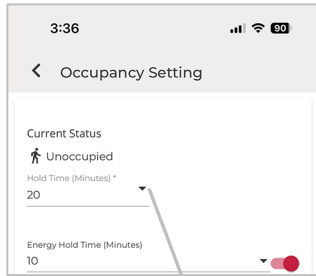 3:36
90
Occupancy Setting
Current Status
Unoccupied
Hold Time (Minutes) *
20
Energy Hold Time (Minutes)
10